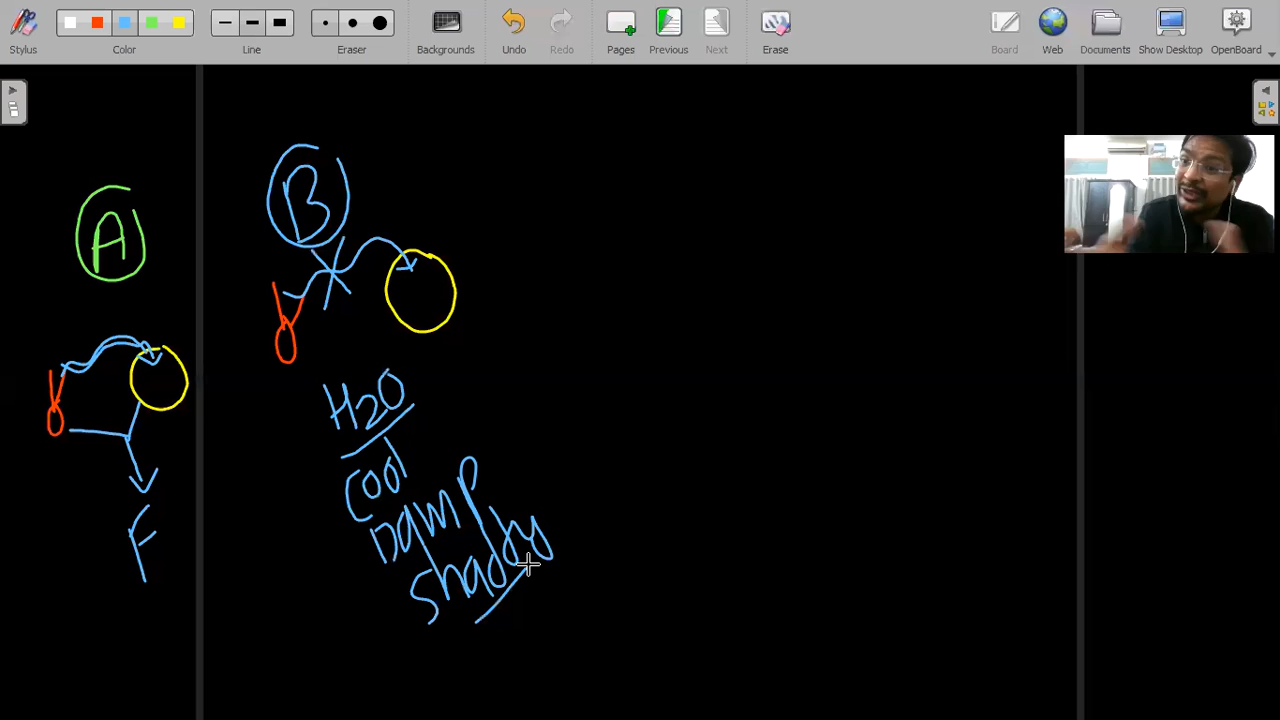 Stylus
Color
Line
Eraser
Backgrounds
Undo
Redo
Pages
Previous
Next
Erase
Board
Web
Documents
Show Desktop
OpenBoard
A
B
F
H2O
Cool
Damp
Shady